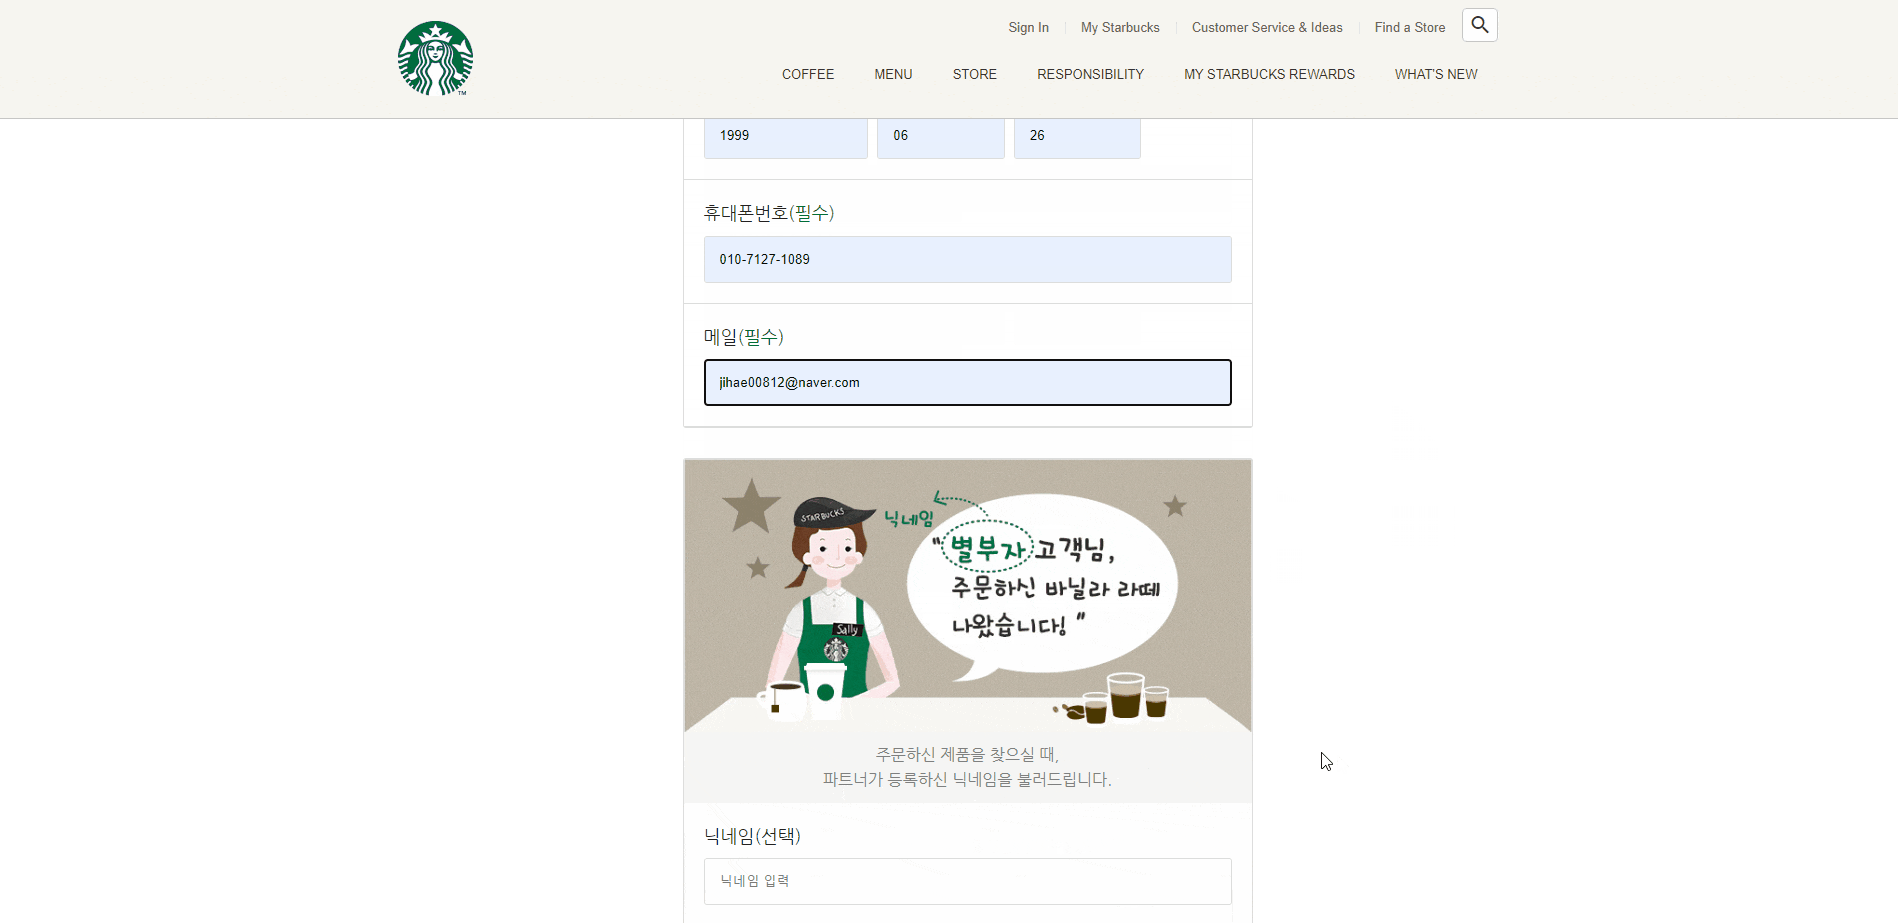 Sign In
My Starbucks
Customer Service & Ideas
Find a Store
TM
COFFEE
MENU
STORE
RESPONSIBILITY
MY STARBUCKS REWARDS
WHAT'S NEW
1999
06
26
휴대폰번호(필수)
010-7127-1089
메일(필수)
jihae00812@naver.com
STARBUCKS
닉네임
"별부자 고객님,
주문하신 바닐라 라떼
나왔습니다! "
Sally
주문하신 제품을 찾으실 때,
파트너가 등록하신 닉네임을 불러드립니다.
닉네임(선택)
닉네임 입력